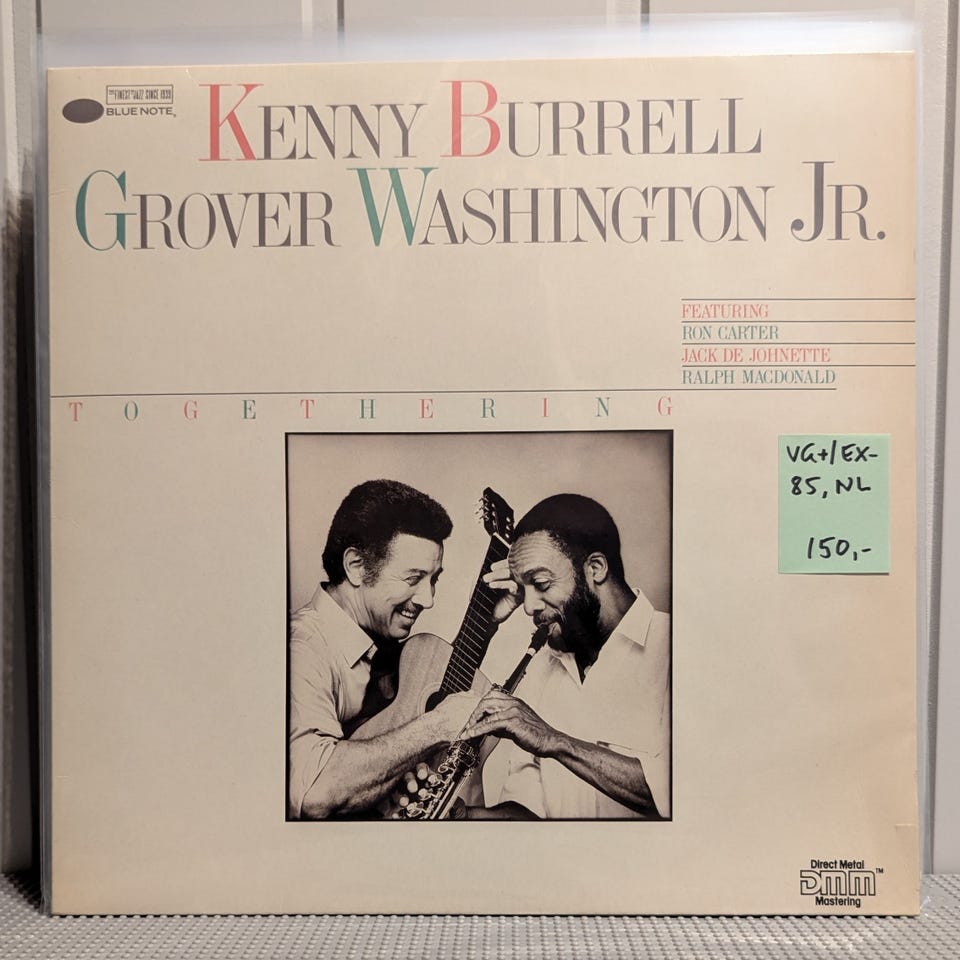 THE FINEST IN JAZZ SINCE 1939
BLUE NOTE
KENNY BURRELL
GROVER WASHINGTON JR.
FEATURING
RON CARTER
JACK DE JOHNETTE
RALPH MACDONALD
TOGETHERING
VG+/EX-
85, NL
150,-
Direct Metal
DMM™
Mastering